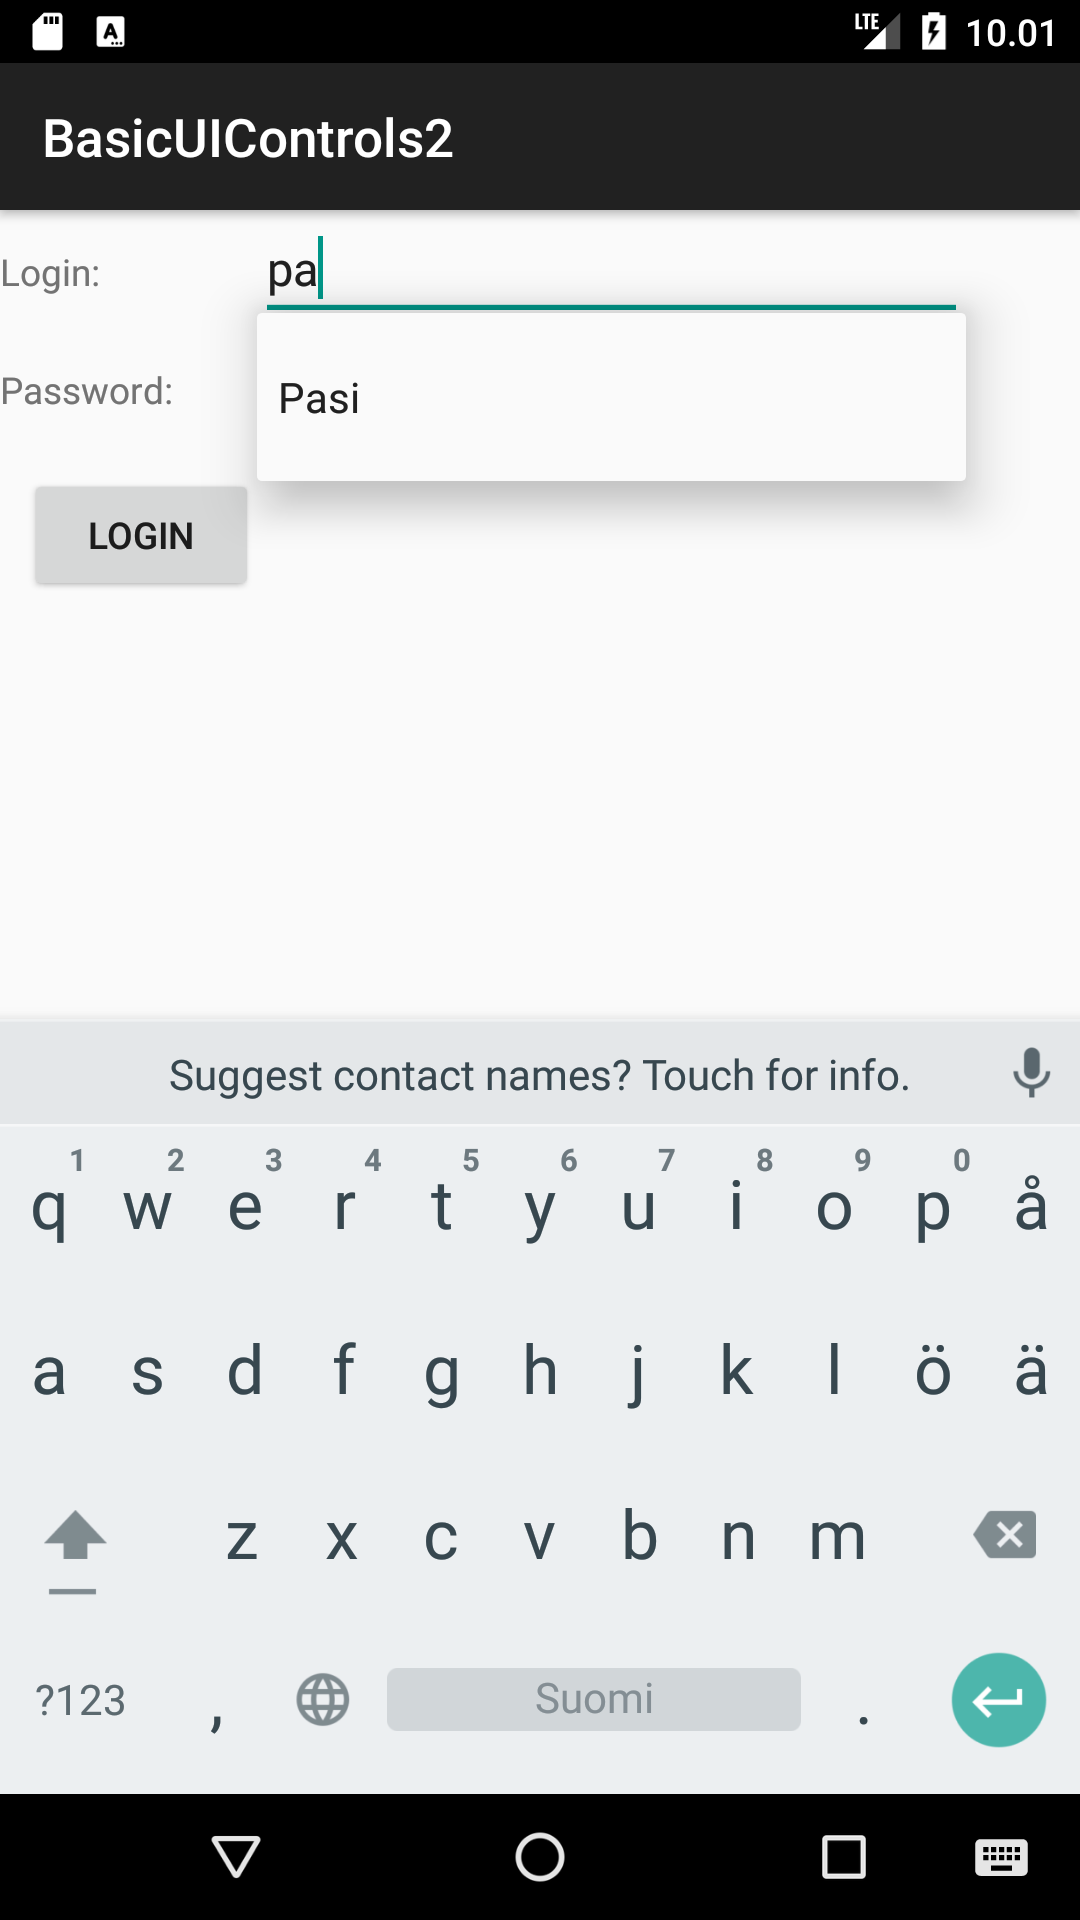 LTE 10.01
BasicUIControls2
Login: pa
Password:
Pasi
LOGIN
Suggest contact names? Touch for info.
1 2 3 4 5 6 7 8 9 0
q w e r t y u i o p å
a s d f g h j k l ö ä
z x c v b n m
?123 , Suomi .